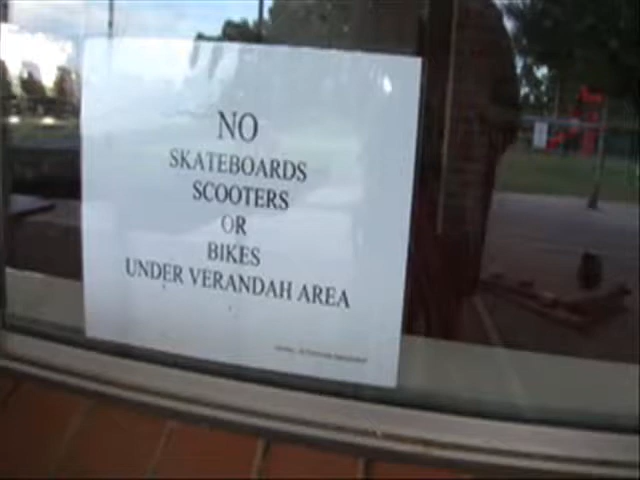 NO
SKATEBOARDS
SCOOTERS
OR
BIKES
UNDER VERANDAH AREA